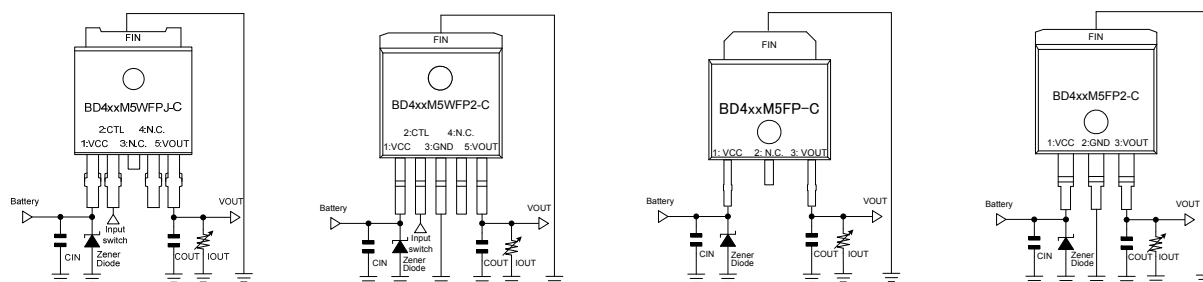 FIN
BD4xxM5WFPJ-C
2:CTL 4:N.C.
1:VCC 3:N.C. 5:VOUT
Battery
VOUT
Input
switch
CIN
Zener
Diode
COUT
IOUT
FIN
BD4xxM5WFP2-C
2:CTL 4:N.C.
1:VCC 3:GND 5:VOUT
Battery
VOUT
Input
switch
CIN
Zener
Diode
COUT
IOUT
FIN
BD4xxM5FP-C
1: VCC 2: N.C. 3: VOUT
Battery
VOUT
CIN
Zener
Diode
COUT
IOUT
FIN
BD4xxM5FP2-C
1:VCC 2:GND 3:VOUT
Battery
VOUT
CIN
Zener
Diode
COUT
IOUT